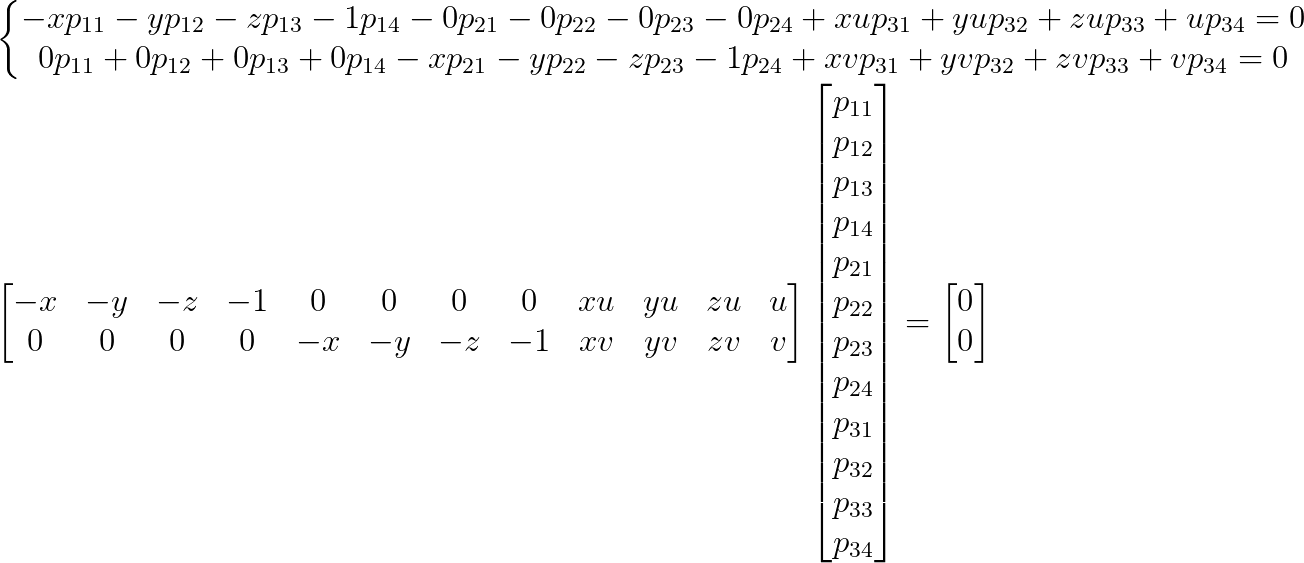 −xp₁₁ − yp₁₂ − zp₁₃ − 1p₁₄ − 0p₂₁ − 0p₂₂ − 0p₂₃ − 0p₂₄ + xup₃₁ + yup₃₂ + zup₃₃ + up₃₄ = 0
0p₁₁ + 0p₁₂ + 0p₁₃ + 0p₁₄ − xp₂₁ − yp₂₂ − zp₂₃ − 1p₂₄ + xvp₃₁ + yvp₃₂ + zvp₃₃ + vp₃₄ = 0
p₁₁
p₁₂
p₁₃
p₁₄
p₂₁
−x −y −z −1 0 0 0 0 xu yu zu u p₂₂ = 0
0 0 0 0 −x −y −z −1 xv yv zv v p₂₃ 0
p₂₄
p₃₁
p₃₂
p₃₃
p₃₄